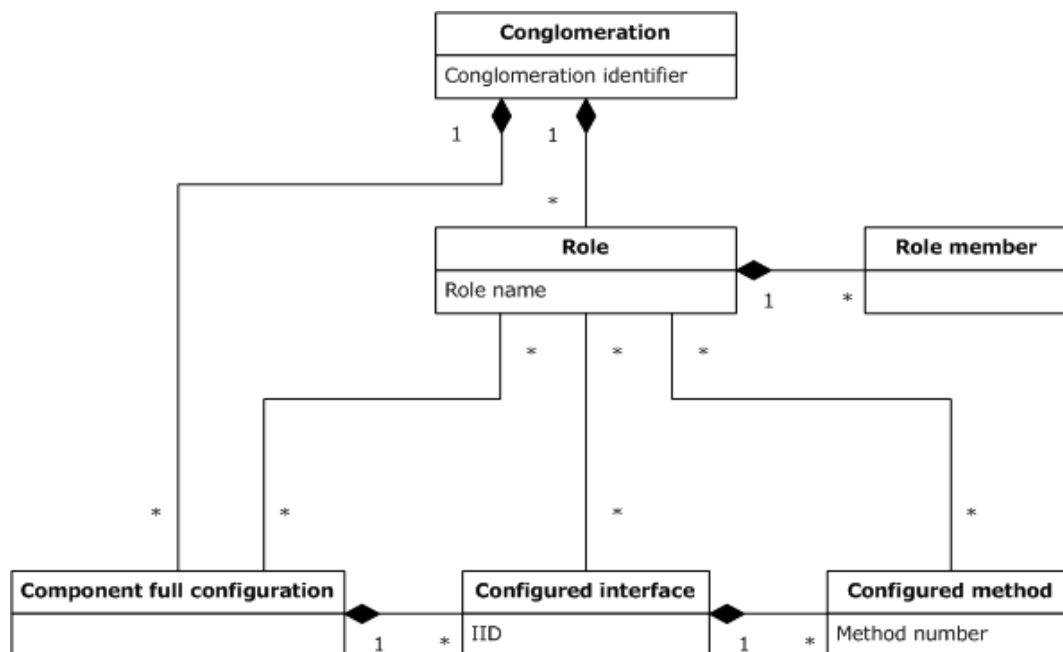 Conglomeration
Conglomeration identifier
1 1
*
Role Role member
Role name
1 *
* * *
* * * *
Component full configuration Configured interface Configured method
IID Method number
1 * 1 *